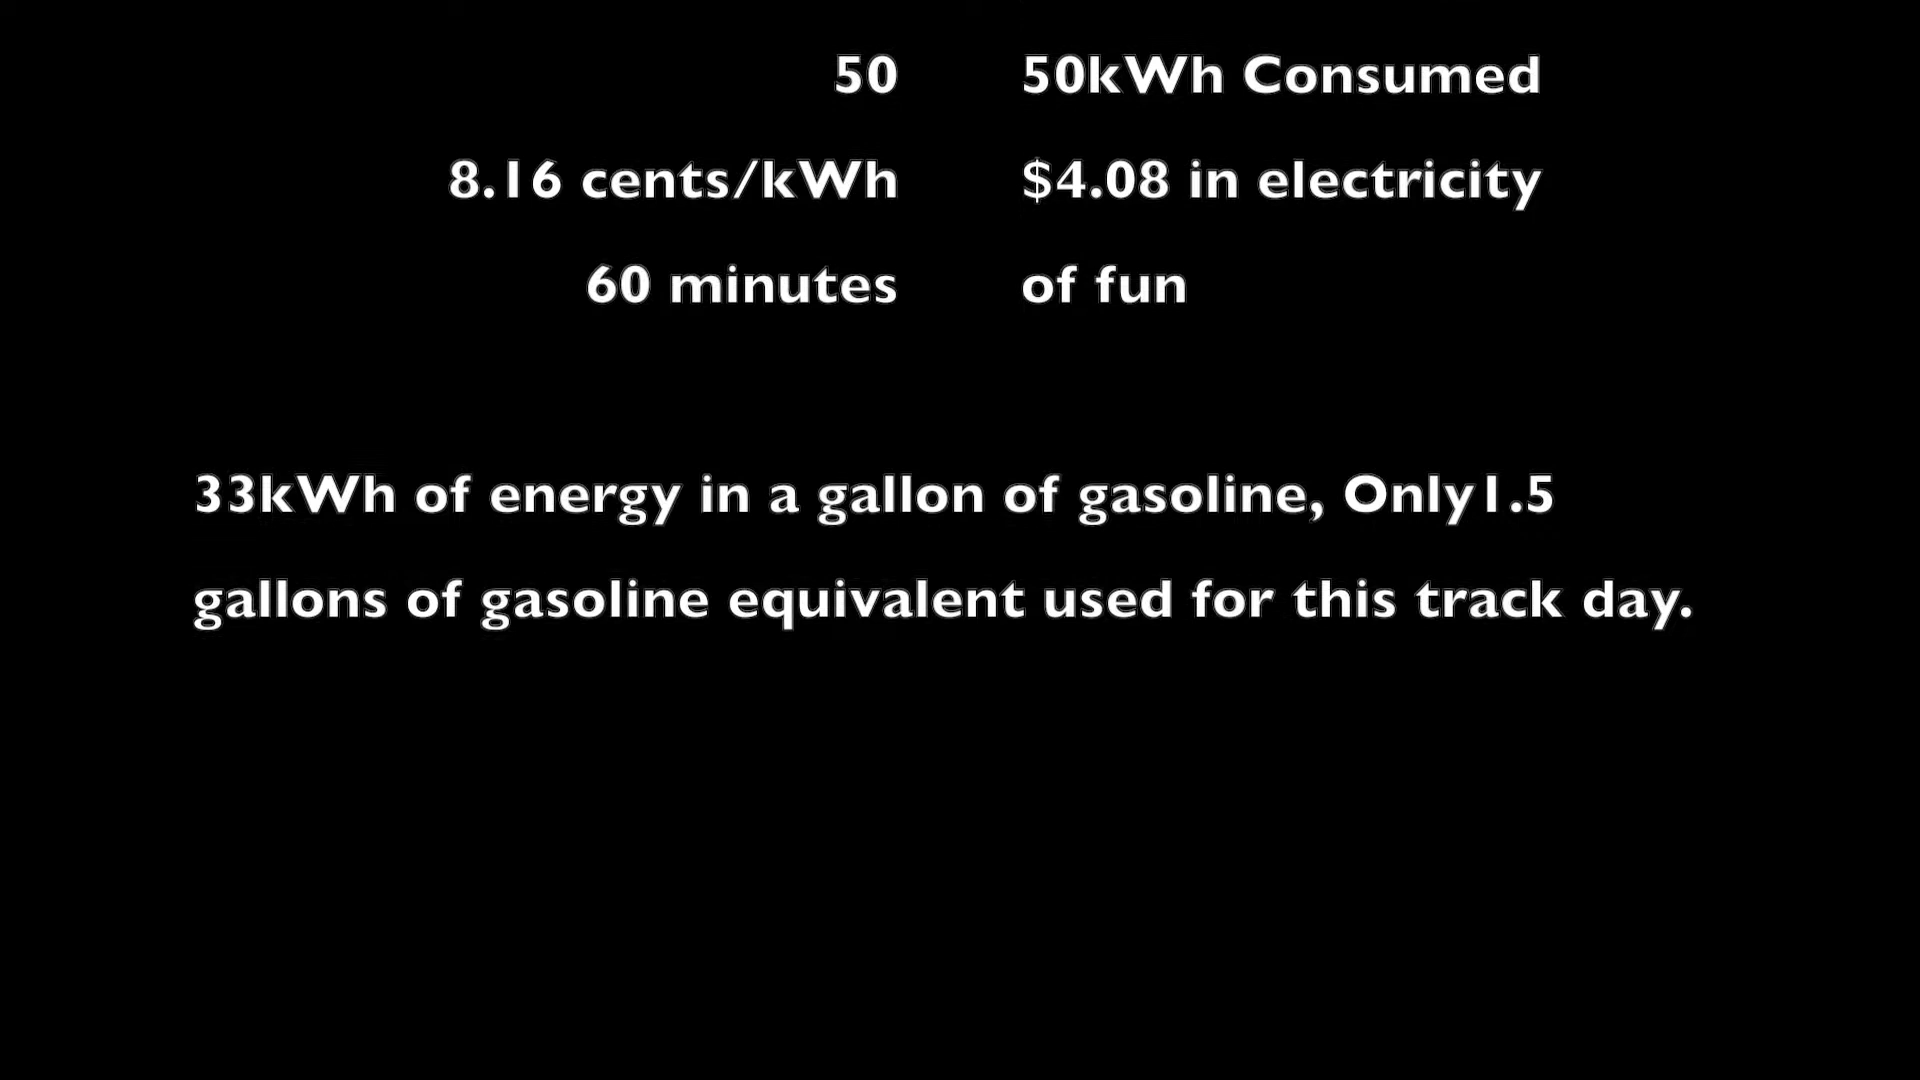 50 50kWh Consumed
8.16 cents/kWh $4.08 in electricity
60 minutes of fun
33kWh of energy in a gallon of gasoline, Only1.5
gallons of gasoline equivalent used for this track day.